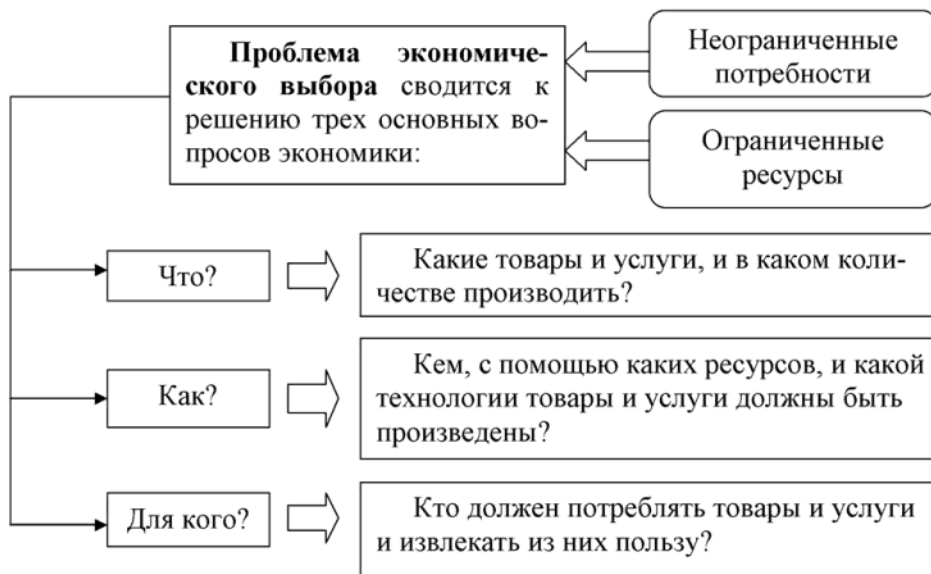 Проблема экономиче-
ского выбора сводится к
решению трех основных во-
просов экономики:
Неограниченные
потребности
Ограниченные
ресурсы
Что?
Какие товары и услуги, и в каком коли-
честве производить?
Как?
Кем, с помощью каких ресурсов, и какой
технологии товары и услуги должны быть
произведены?
Для кого?
Кто должен потреблять товары и услуги
и извлекать из них пользу?